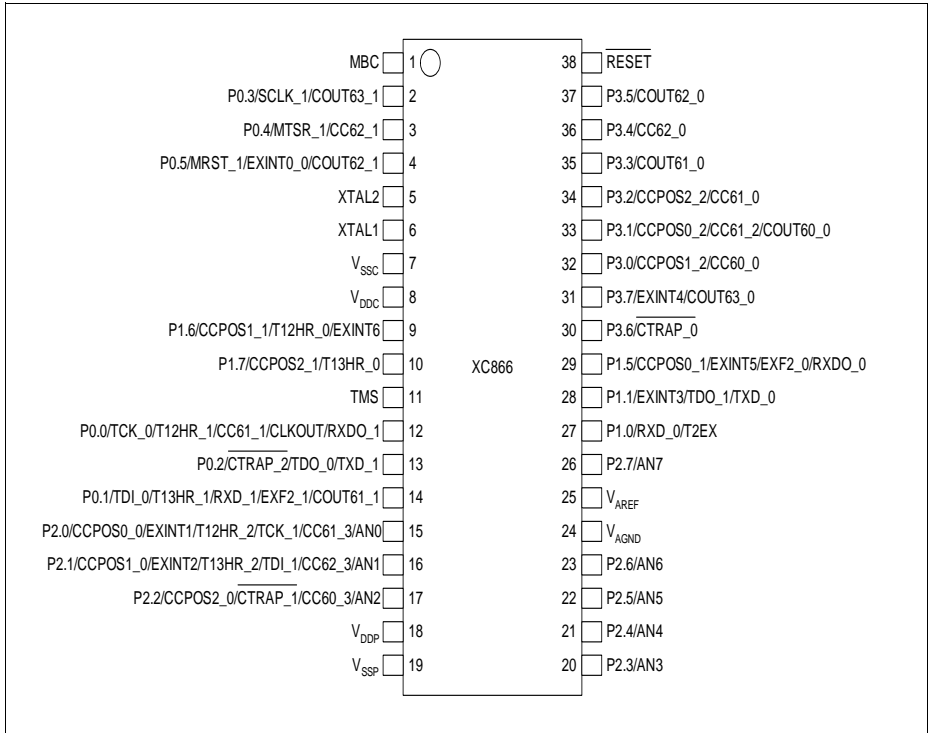 MBC 1 38 RESET
P0.3/SCLK_1/COUT63_1 2 37 P3.5/COUT62_0
P0.4/MTSR_1/CC62_1 3 36 P3.4/CC62_0
P0.5/MRST_1/EXINT0_0/COUT62_1 4 35 P3.3/COUT61_0
XTAL2 5 34 P3.2/CCPOS2_2/CC61_0
XTAL1 6 33 P3.1/CCPOS0_2/CC61_2/COUT60_0
VSSC 7 32 P3.0/CCPOS1_2/CC60_0
VDDC 8 31 P3.7/EXINT4/COUT63_0
P1.6/CCPOS1_1/T12HR_0/EXINT6 9 30 P3.6/CTRAP_0
P1.7/CCPOS2_1/T13HR_0 10 XC866 29 P1.5/CCPOS0_1/EXINT5/EXF2_0/RXDO_0
TMS 11 28 P1.1/EXINT3/TDO_1/TXD_0
P0.0/TCK_0/T12HR_1/CC61_1/CLKOUT/RXDO_1 12 27 P1.0/RXD_0/T2EX
P0.2/CTRAP_2/TDO_0/TXD_1 13 26 P2.7/AN7
P0.1/TDI_0/T13HR_1/RXD_1/EXF2_1/COUT61_1 14 25 VAREF
P2.0/CCPOS0_0/EXINT1/T12HR_2/TCK_1/CC61_3/AN0 15 24 VAGND
P2.1/CCPOS1_0/EXINT2/T13HR_2/TDI_1/CC62_3/AN1 16 23 P2.6/AN6
P2.2/CCPOS2_0/CTRAP_1/CC60_3/AN2 17 22 P2.5/AN5
VDDP 18 21 P2.4/AN4
VSSP 19 20 P2.3/AN3